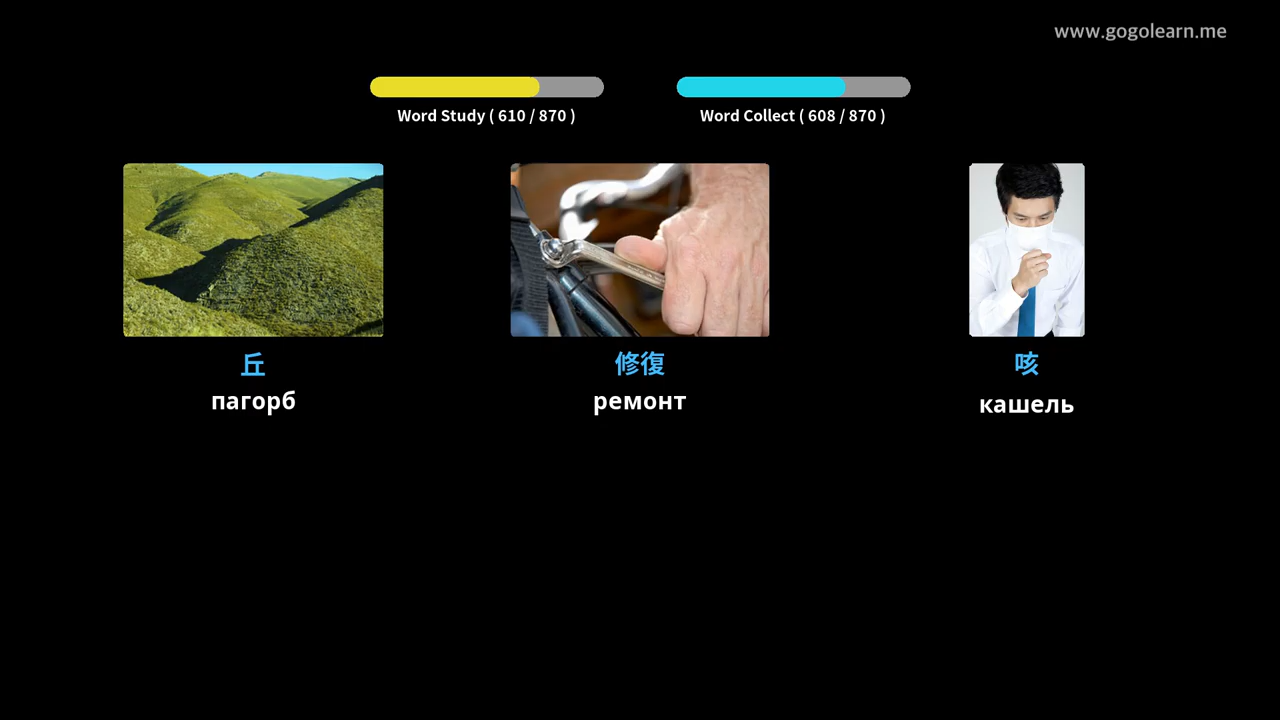 www.gogolearn.me
Word Study ( 610 / 870 )
Word Collect ( 608 / 870 )
丘
修復
咳
пагорб
ремонт
кашель